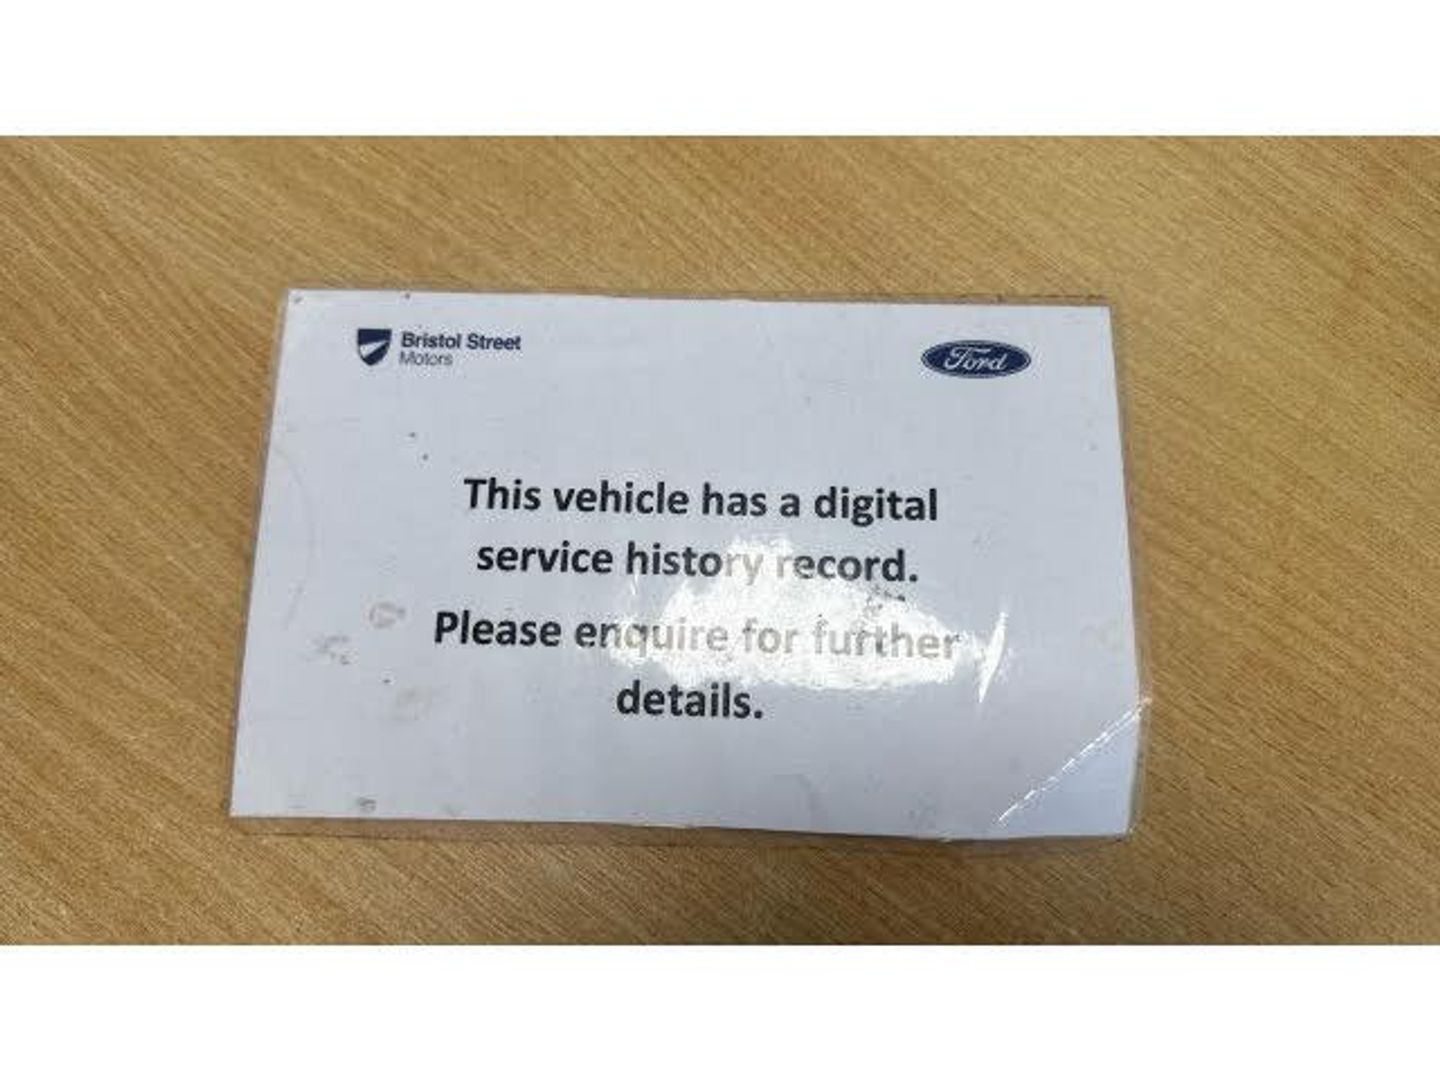 Bristol Street
Motors
Ford
This vehicle has a digital
service history record.
Please enquire for further
details.